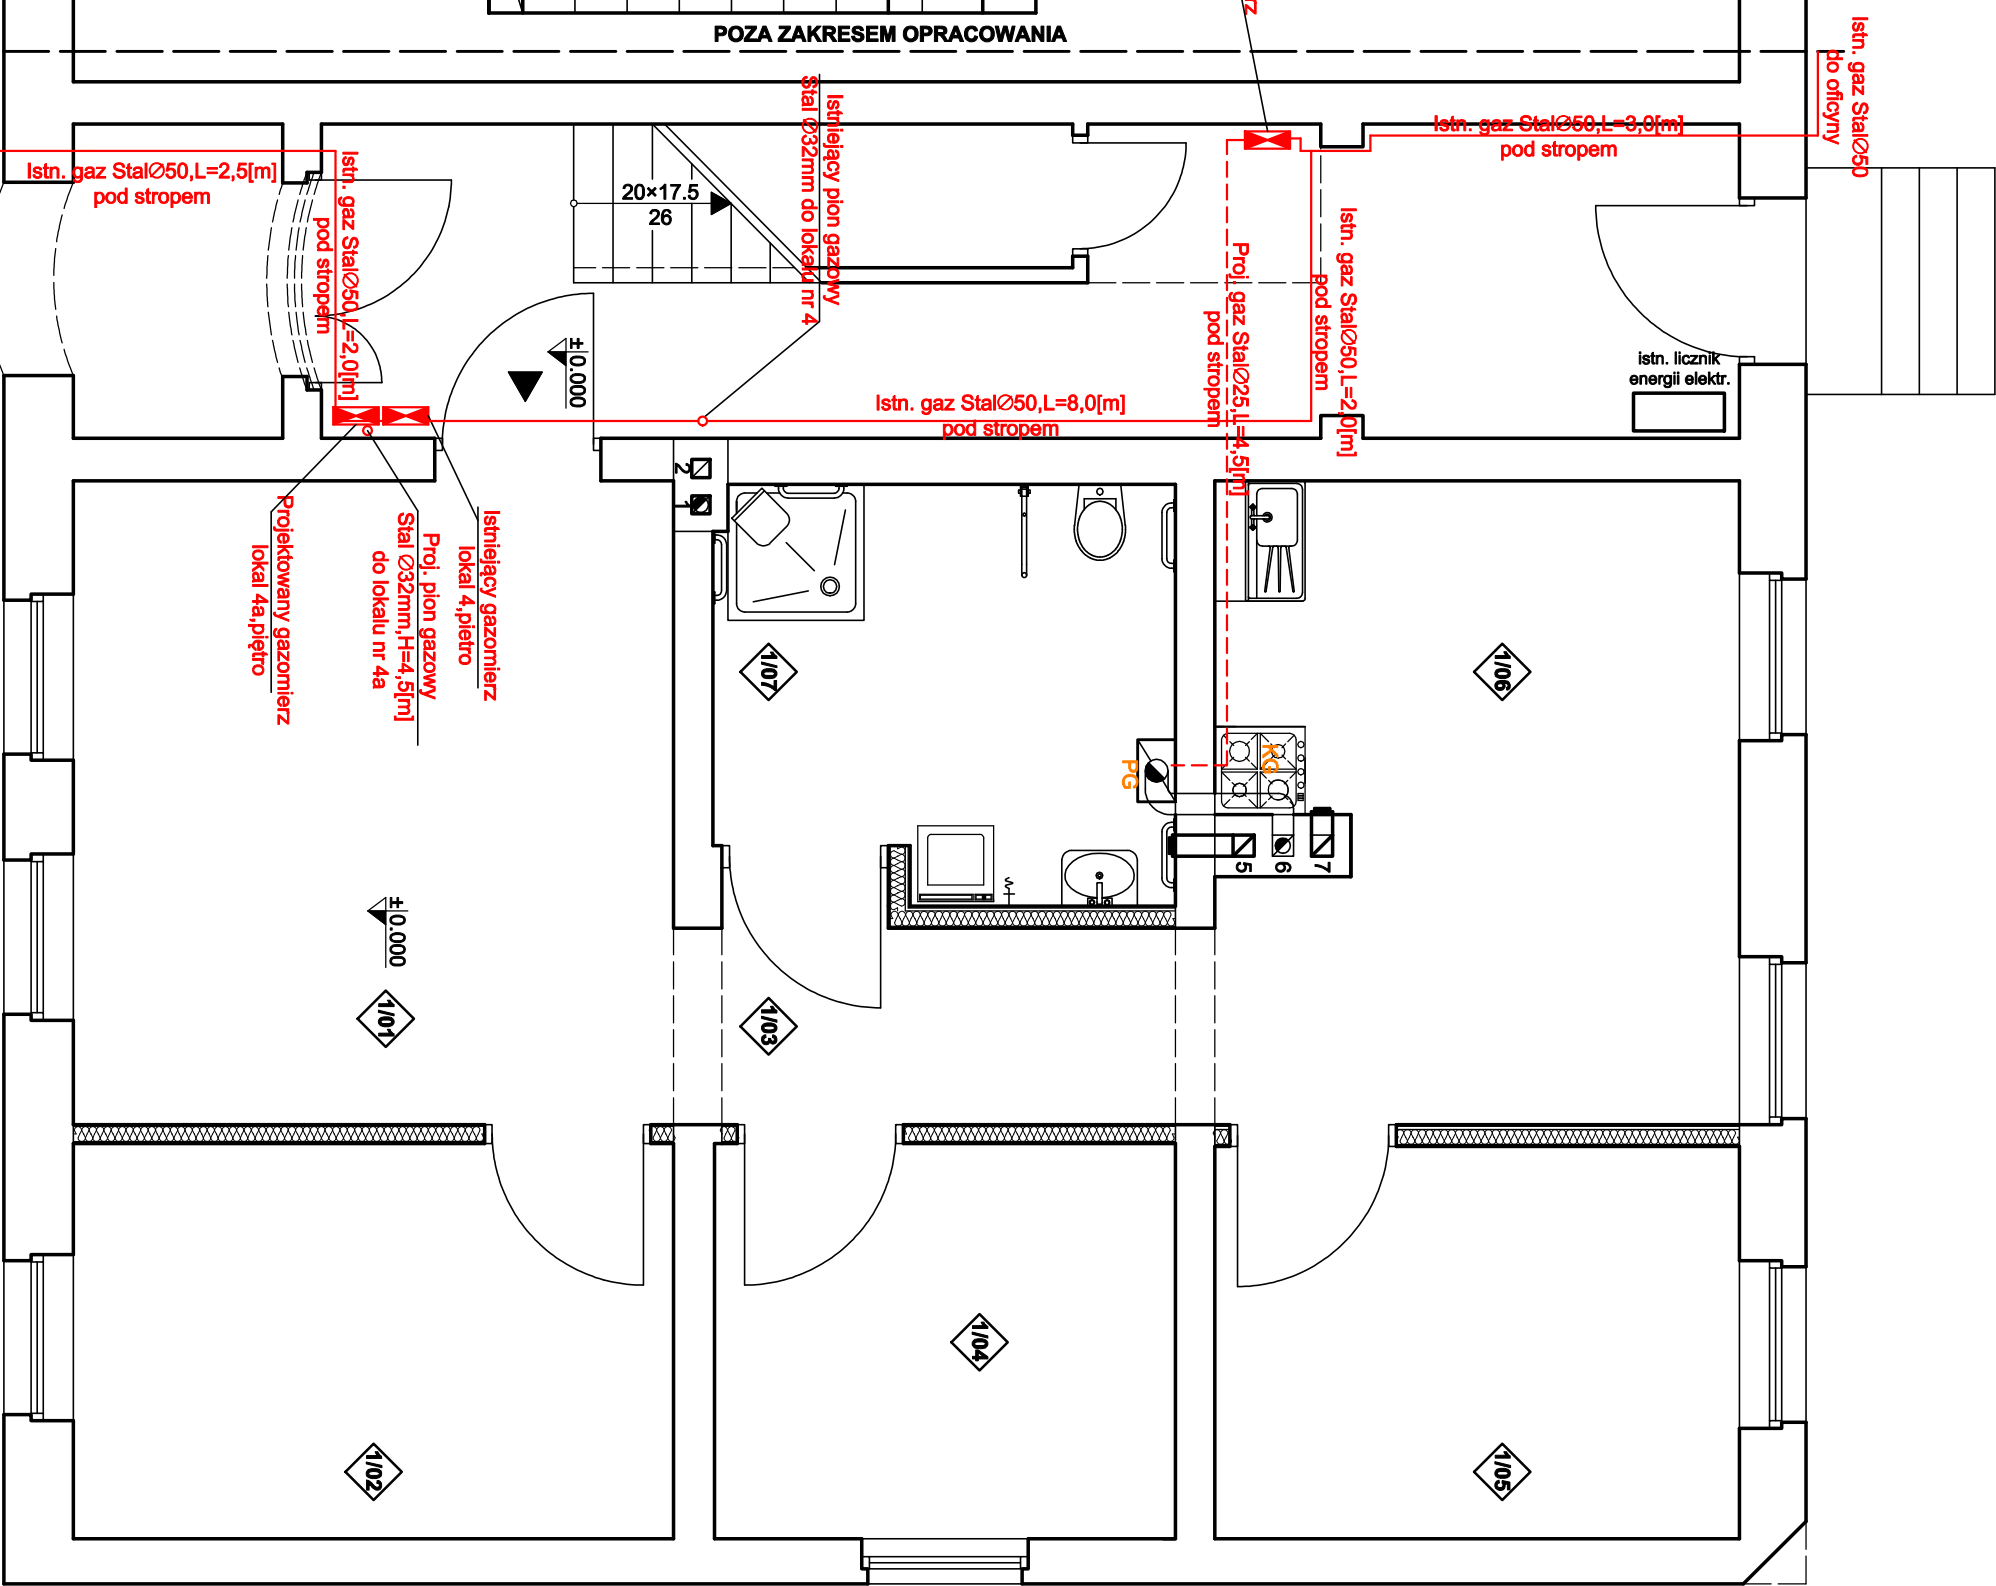 POZA ZAKRESEM OPRACOWANIA
Istn. gaz Stal∅50
do oficyny
Istn. gaz Stal∅50,L=3,0[m]
pod stropem
Istn. gaz Stal∅50,L=2,5[m]
pod stropem
Istn. gaz Stal∅50,L=2,0[m]
pod stropem
20×17.5
26
Istniejący pion gazowy
Stal ∅32mm do lokalu nr 4
Istn. gaz Stal∅50,L=2,0[m]
pod stropem
Proj. gaz Stal∅25,L=4,5[m]
pod stropem
±0.000
istn. licznik
energii elektr.
Istn. gaz Stal∅50,L=8,0[m]
pod stropem
2
1
Istniejący gazomierz
lokal 4,pietro
Proj. pion gazowy
Stal ∅32mm,H=4,5[m]
do lokalu nr 4a
Projektowany gazomierz
lokal 4a,piętro
1/07
1/06
PG
KG
5
6
7
±0.000
1/01
1/03
1/04
1/02
1/05